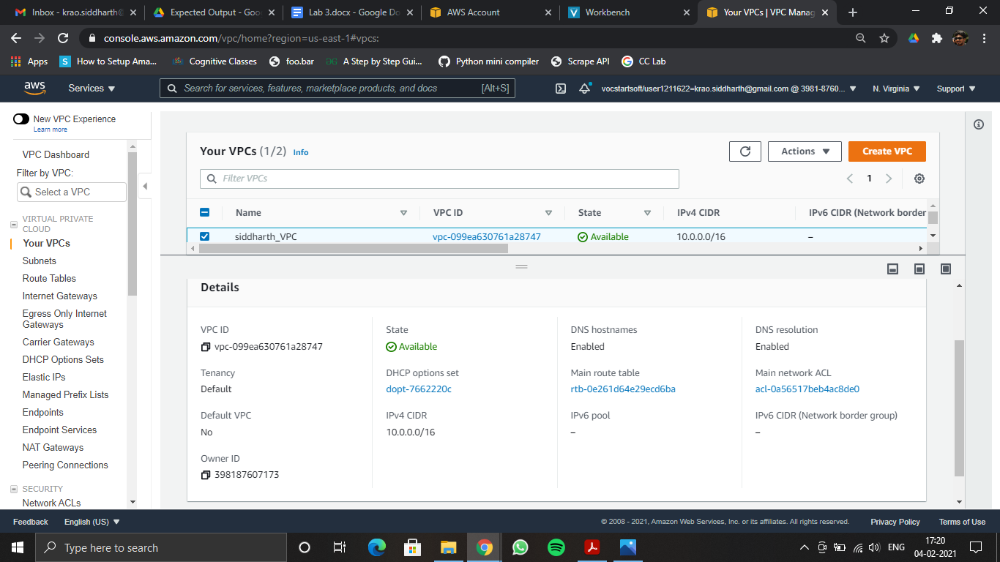 Inbox - krao.siddharth@
Expected Output - Goo
Lab 3.docx - Google Do
AWS Account
Workbench
Your VPCs | VPC Manag
console.aws.amazon.com/vpc/home?region=us-east-1#vpcs:
Apps
How to Setup Ama...
Cognitive Classes
foo.bar
A Step by Step Gui...
Python mini compiler
Scrape API
CC Lab
aws
Services
Search for services, features, marketplace products, and docs
[Alt+S]
vocstartsoft/user1211622=krao.siddharth@gmail.com @ 3981-8760...
N. Virginia
Support
New VPC Experience
Learn more
VPC Dashboard
Filter by VPC:
Select a VPC
VIRTUAL PRIVATE
CLOUD
Your VPCs
Subnets
Route Tables
Internet Gateways
Egress Only Internet
Gateways
Carrier Gateways
DHCP Options Sets
Elastic IPs
Managed Prefix Lists
Endpoints
Endpoint Services
NAT Gateways
Peering Connections
SECURITY
Network ACLs
Your VPCs (1/2) Info
Actions
Create VPC
Filter VPCs
1
Name
VPC ID
State
IPv4 CIDR
IPv6 CIDR (Network border
siddharth_VPC
vpc-099ea630761a28747
Available
10.0.0.0/16
–
Details
VPC ID
vpc-099ea630761a28747
State
Available
DNS hostnames
Enabled
DNS resolution
Enabled
Tenancy
Default
DHCP options set
dopt-7662220c
Main route table
rtb-0e261d64e29ecd6ba
Main network ACL
acl-0a56517beb4ac8de0
Default VPC
No
IPv4 CIDR
10.0.0.0/16
IPv6 pool
–
IPv6 CIDR (Network border group)
–
Owner ID
398187607173
Feedback
English (US)
© 2008 - 2021, Amazon Web Services, Inc. or its affiliates. All rights reserved.
Privacy Policy
Terms of Use
Type here to search
ENG
17:20
04-02-2021